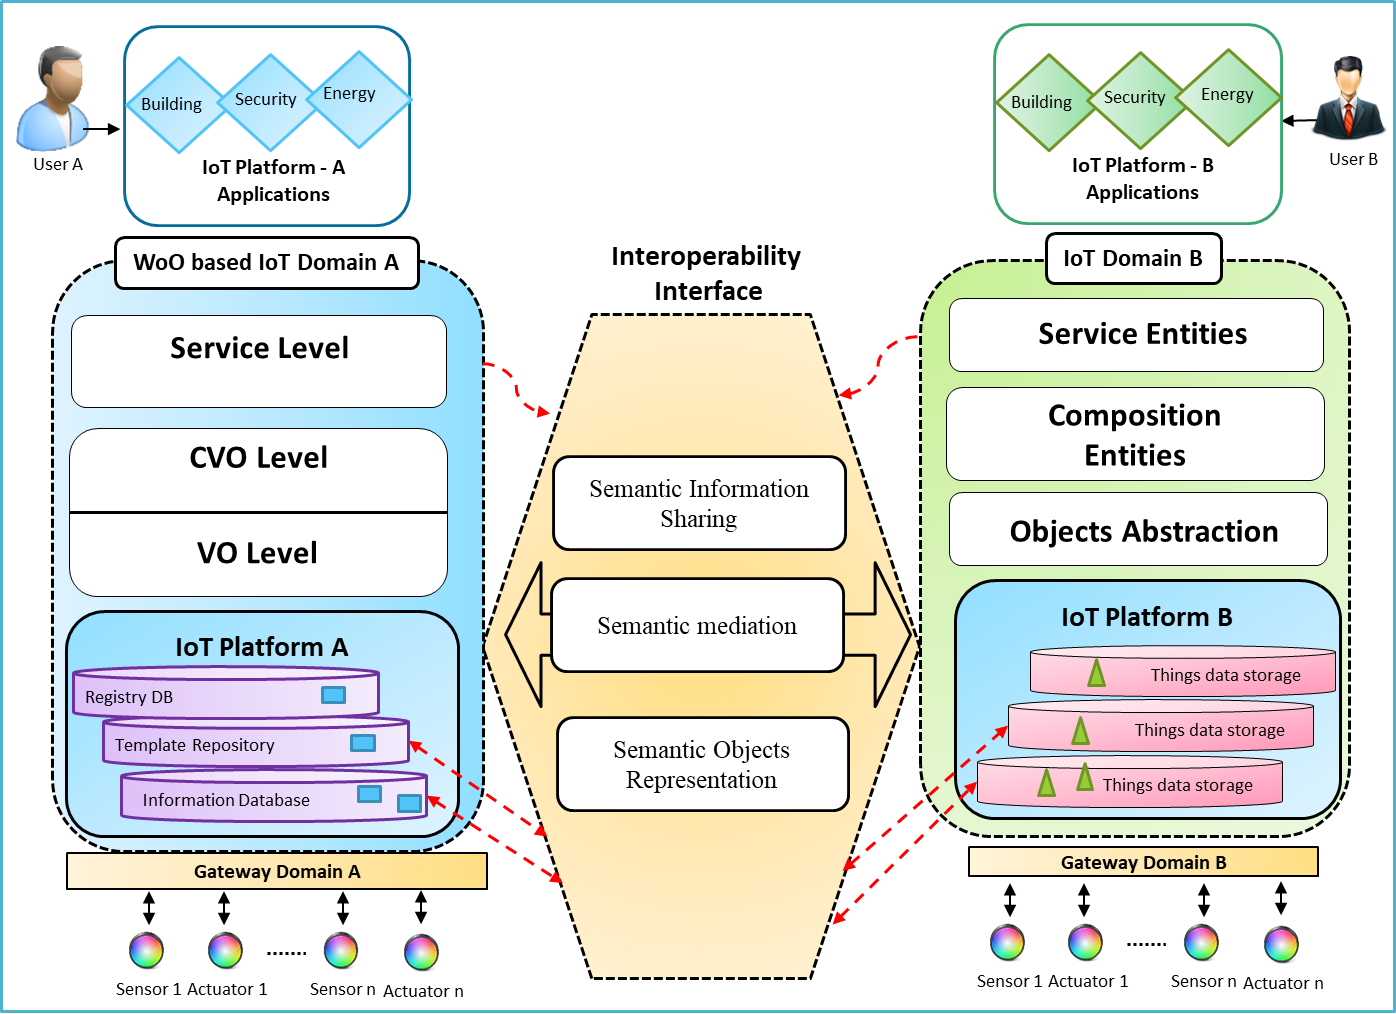 Building
Security
Energy
IoT Platform - A
Applications
User A
Building
Security
Energy
IoT Platform - B
Applications
User B
WoO based IoT Domain A
Service Level
CVO Level
VO Level
IoT Platform A
Registry DB
Template Repository
Information Database
Gateway Domain A
Sensor 1
Actuator 1
.......
Sensor n
Actuator n
Interoperability
Interface
Semantic Information
Sharing
Semantic mediation
Semantic Objects
Representation
IoT Domain B
Service Entities
Composition
Entities
Objects Abstraction
IoT Platform B
Things data storage
Things data storage
Things data storage
Gateway Domain B
Sensor 1
Actuator 1
.......
Sensor n
Actuator n